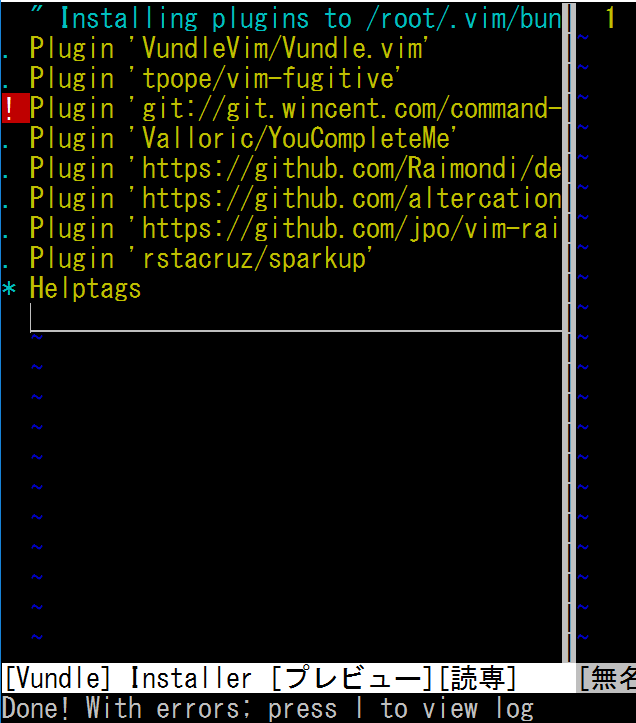 " Installing plugins to /root/.vim/bun
. Plugin 'VundleVim/Vundle.vim'
. Plugin 'tpope/vim-fugitive'
! Plugin 'git://git.wincent.com/command-
. Plugin 'Valloric/YouCompleteMe'
. Plugin 'https://github.com/Raimondi/de
. Plugin 'https://github.com/altercation
. Plugin 'https://github.com/jpo/vim-rai
. Plugin 'rstacruz/sparkup'
* Helptags
1
[Vundle] Installer [プレビュー][読専]
[無名
Done! With errors; press l to view log